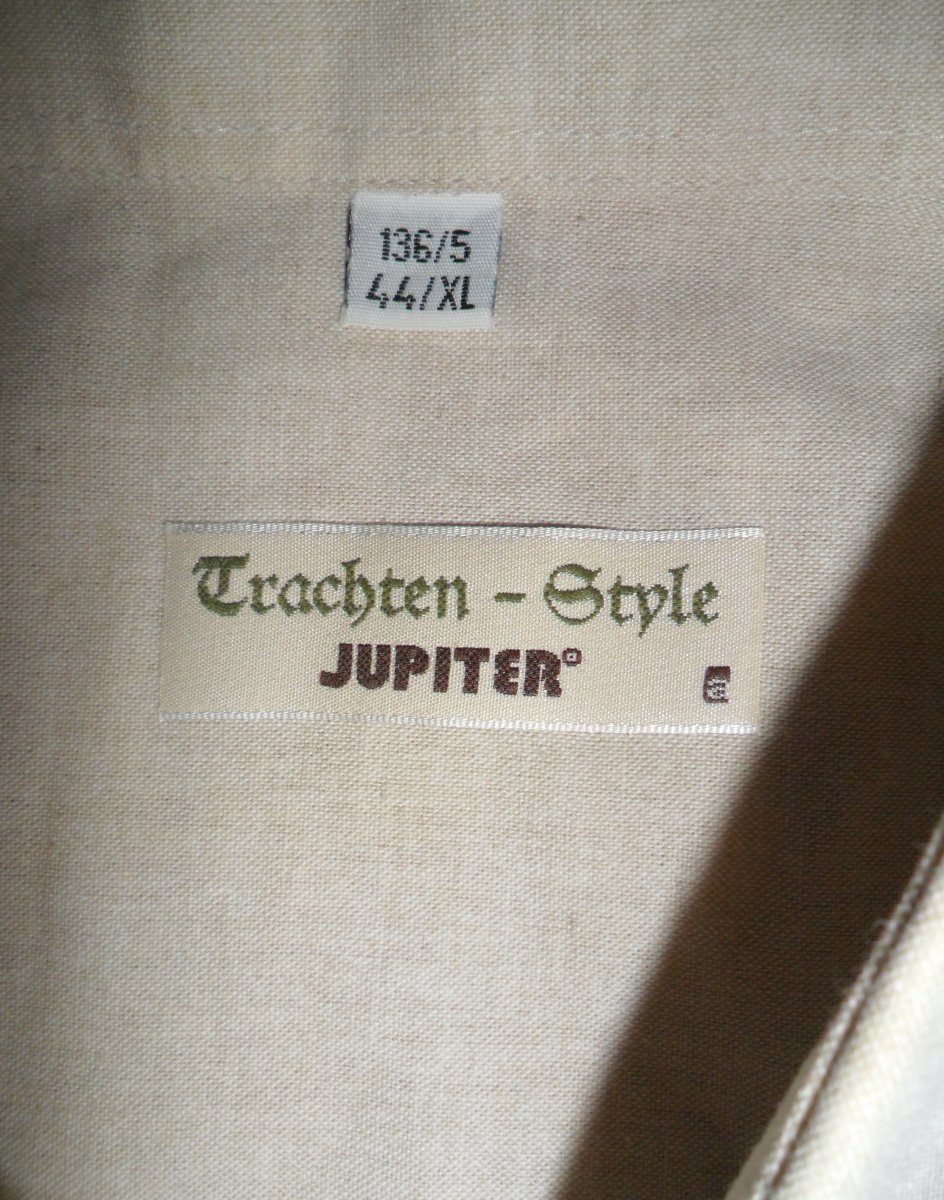 136/5
44/XL
Trachten - Style
JUPITER